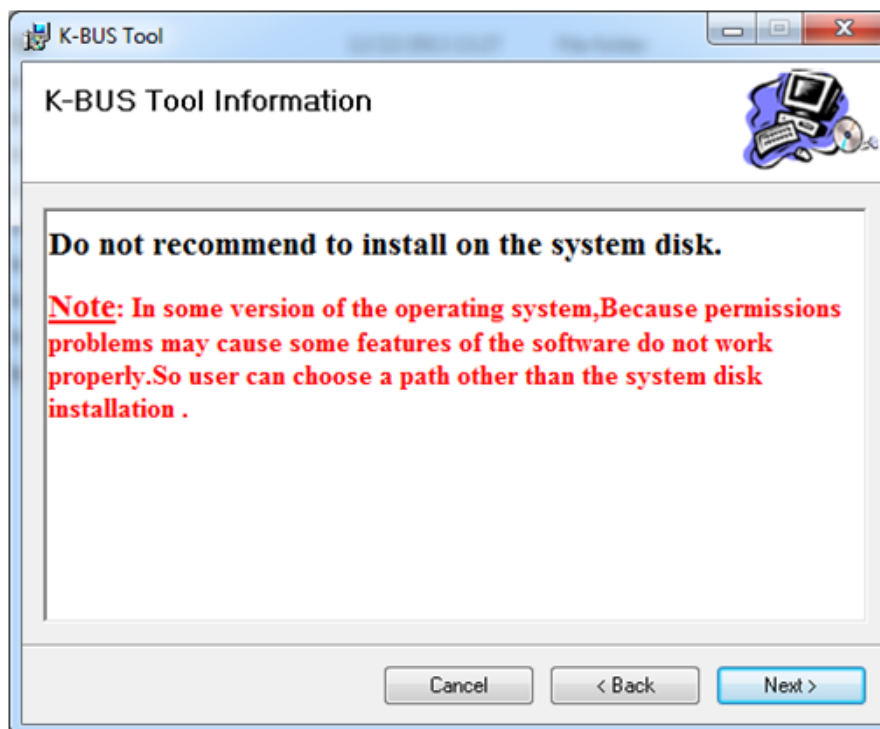 K-BUS Tool
K-BUS Tool Information
Do not recommend to install on the system disk.
Note: In some version of the operating system,Because permissions
problems may cause some features of the software do not work
properly.So user can choose a path other than the system disk
installation .
Cancel
< Back
Next >